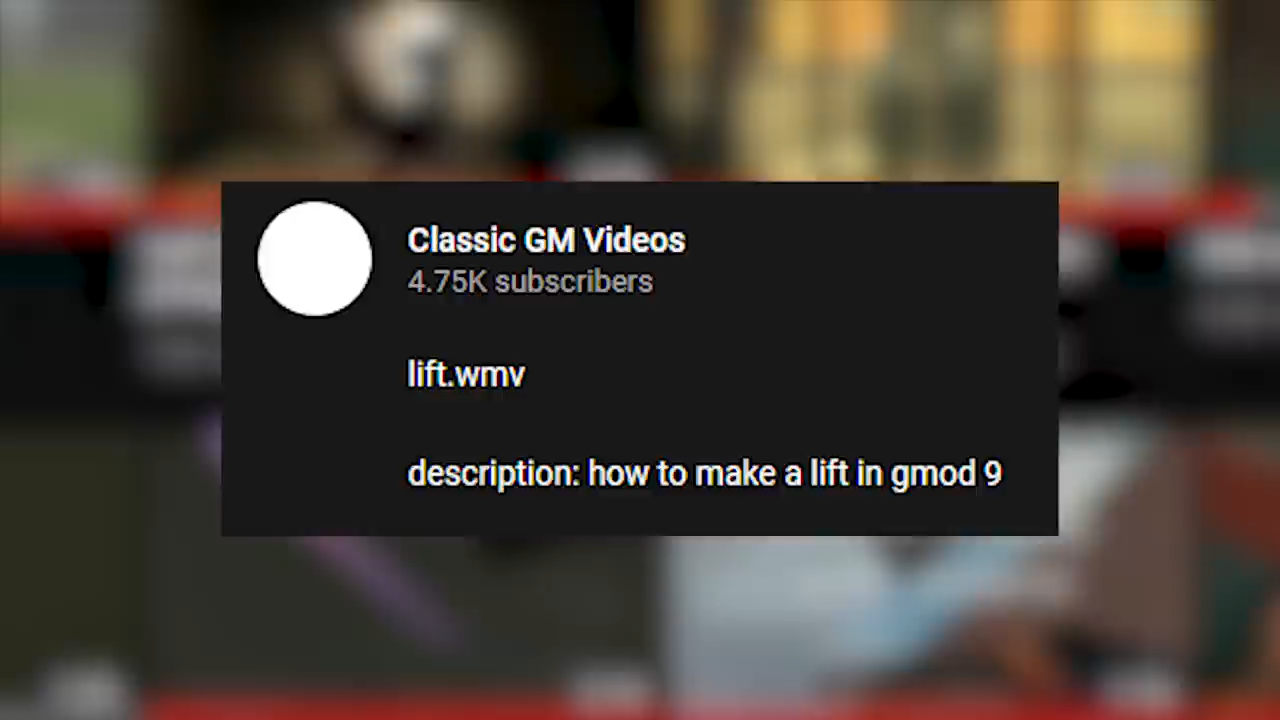 Classic GM Videos
4.75K subscribers
lift.wmv
description: how to make a lift in gmod 9